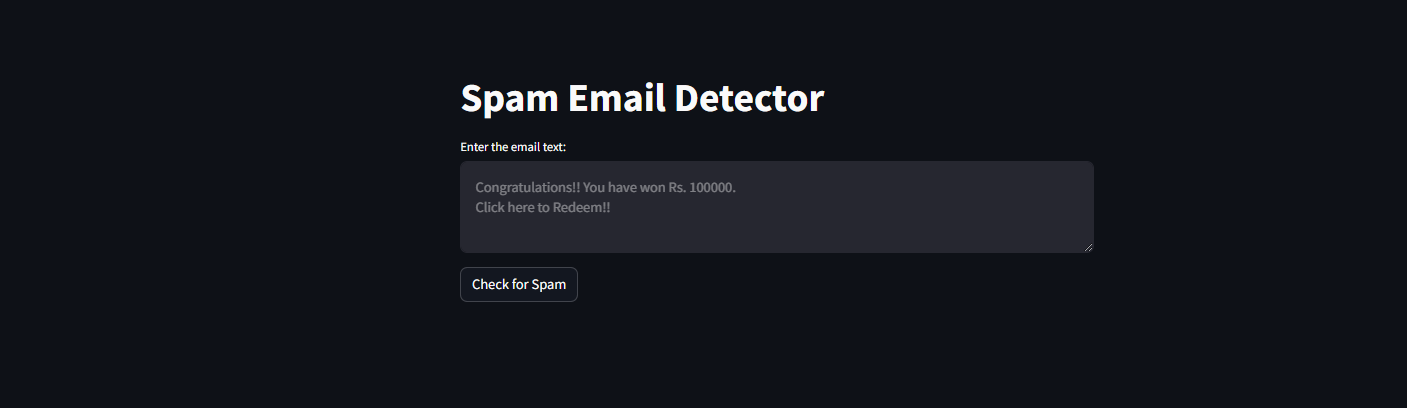 Spam Email Detector
Enter the email text:
Congratulations!! You have won Rs. 100000.
Click here to Redeem!!
Check for Spam